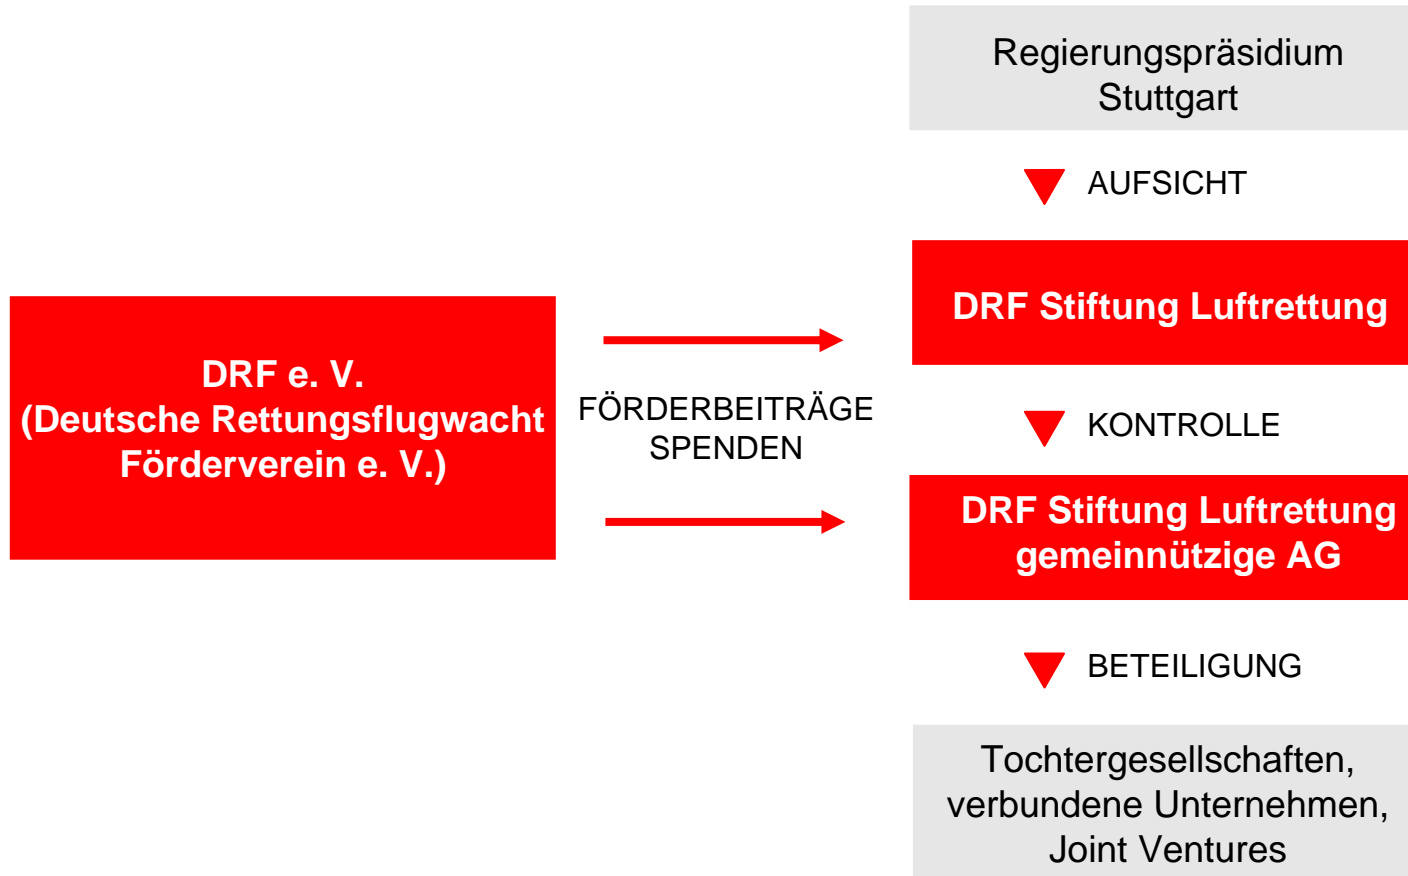 Regierungspräsidium
Stuttgart
AUFSICHT
DRF Stiftung Luftrettung
DRF e. V.
(Deutsche Rettungsflugwacht
Förderverein e. V.)
FÖRDERBEITRÄGE
SPENDEN
KONTROLLE
DRF Stiftung Luftrettung
gemeinnützige AG
BETEILIGUNG
Tochtergesellschaften,
verbundene Unternehmen,
Joint Ventures